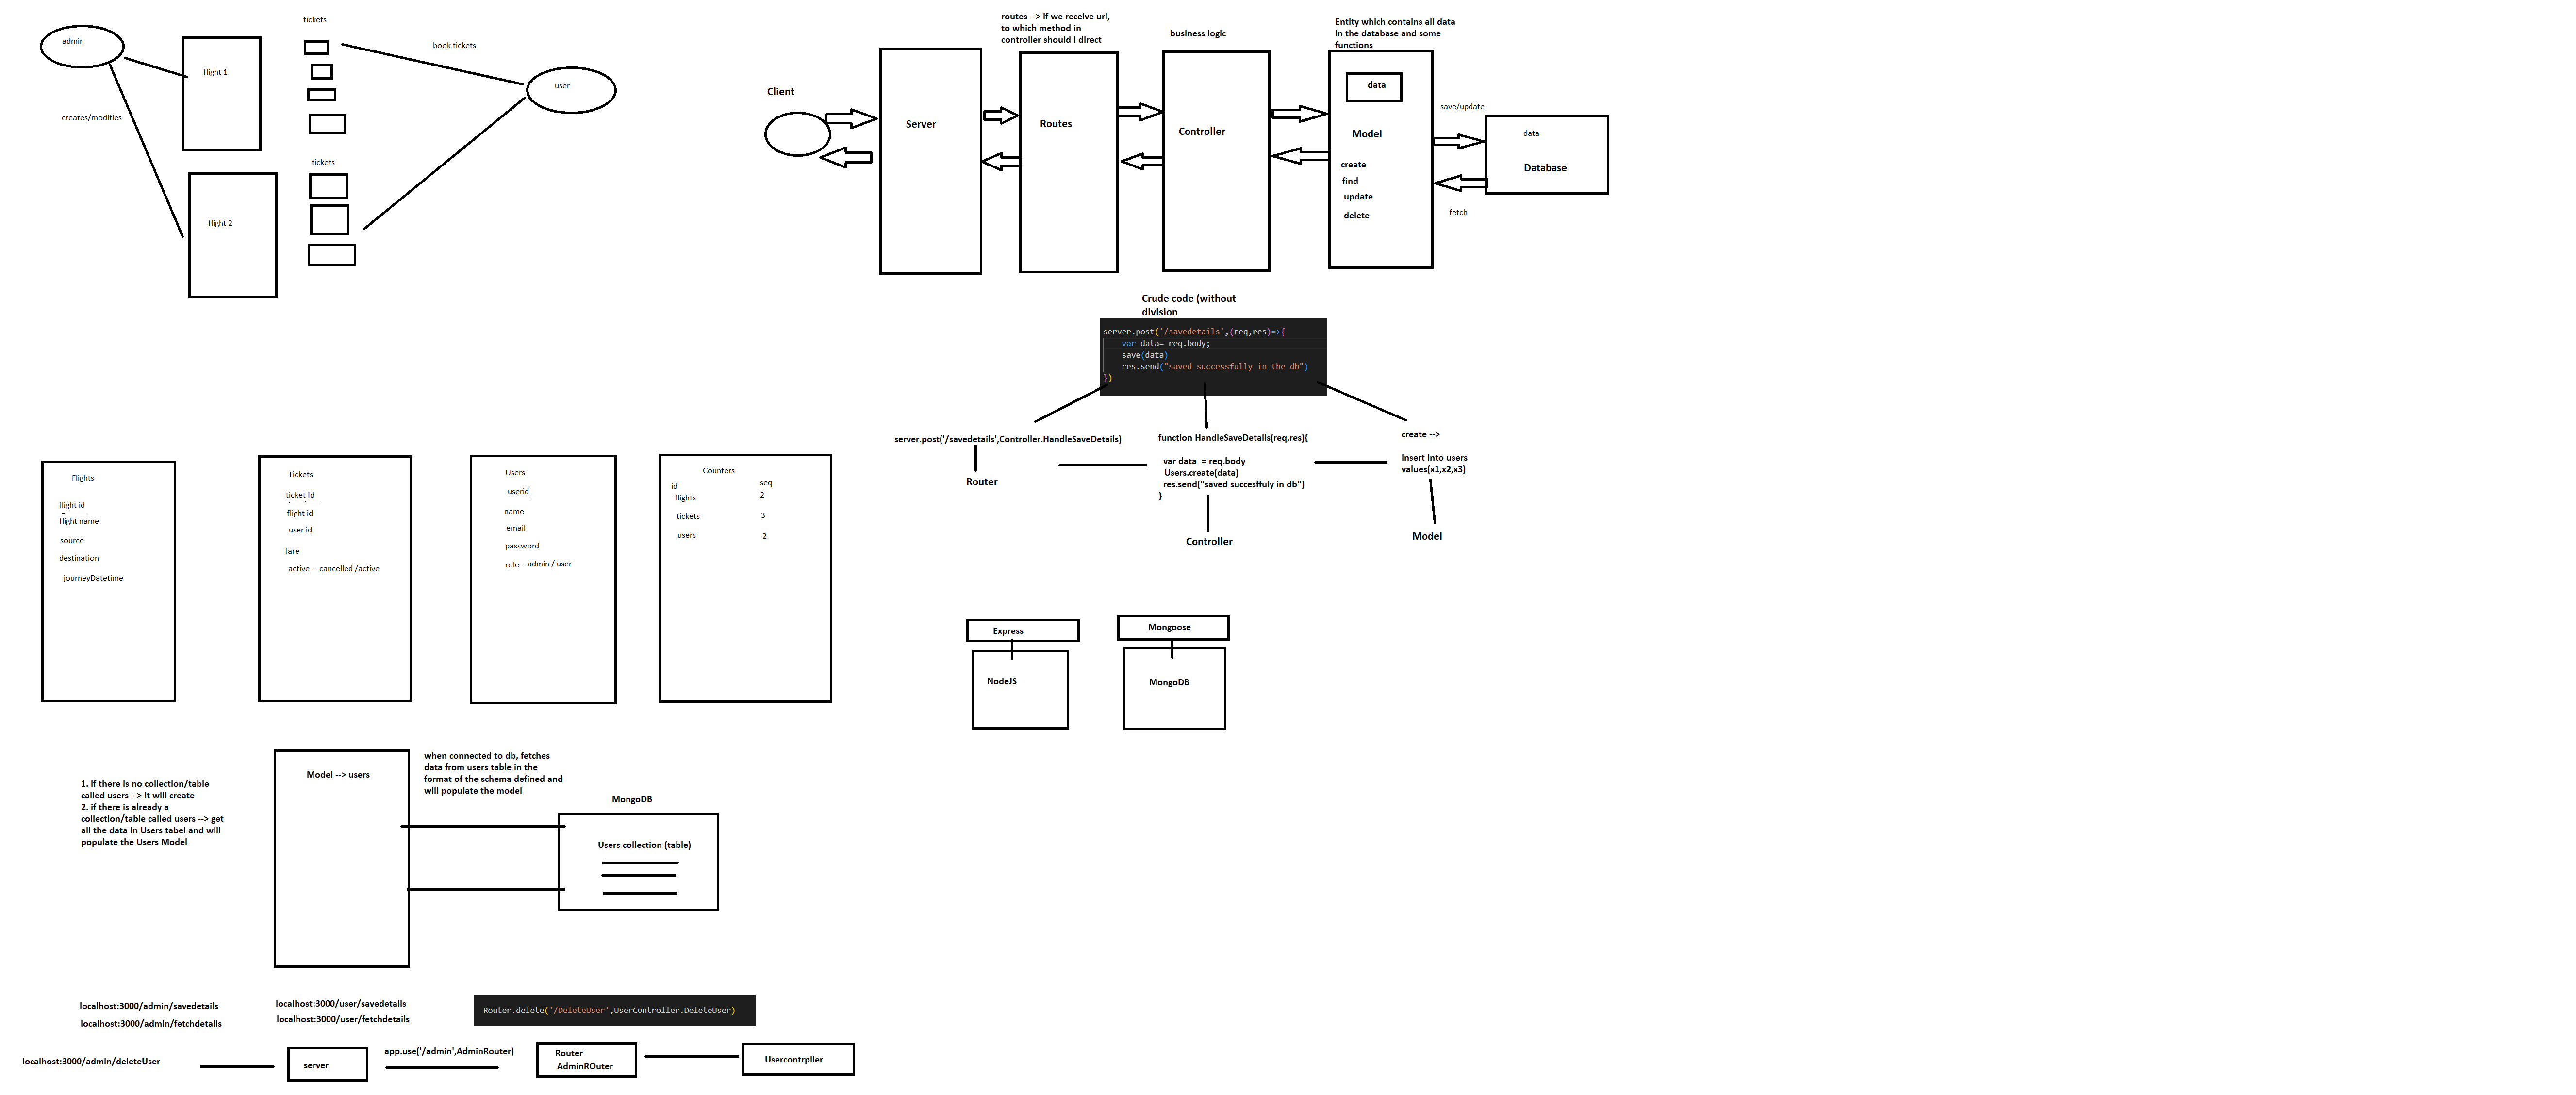 tickets
admin
book tickets
flight 1
user
creates/modifies
tickets
flight 2
routes --> if we receive url,
to which method in
controller should I direct
business logic
Entity which contains all data
in the database and some
functions
Client
Server
Routes
Controller
data
Model
create
find
update
delete
save/update
data
Database
fetch
Crude code (without
division
server.post('/savedetails',(req,res)=>{
var data= req.body;
save(data)
res.send("saved successfully in the db")
})
server.post('/savedetails',Controller.HandleSaveDetails)
Router
function HandleSaveDetails(req,res){
var data  = req.body
Users.create(data)
res.send("saved succesffuly in db")
}
Controller
create -->
insert into users
values(x1,x2,x3)
Model
Flights
flight id
flight name
source
destination
journeyDatetime
Tickets
ticket Id
flight id
user id
fare
active -- cancelled /active
Users
userid
name
email
password
role - admin / user
Counters
id seq
flights 2
tickets 3
users 2
Express
NodeJS
Mongoose
MongoDB
1. if there is no collection/table
called users --> it will create
2. if there is already a
collection/table called users --> get
all the data in Users tabel and will
populate the Users Model
Model --> users
when connected to db, fetches
data from users table in the
format of the schema defined and
will populate the model
MongoDB
Users collection (table)
localhost:3000/admin/savedetails
localhost:3000/admin/fetchdetails
localhost:3000/user/savedetails
localhost:3000/user/fetchdetails
Router.delete('/DeleteUser',UserController.DeleteUser)
localhost:3000/admin/deleteUser
server
app.use('/admin',AdminRouter)
Router
AdminROuter
Usercontrpller